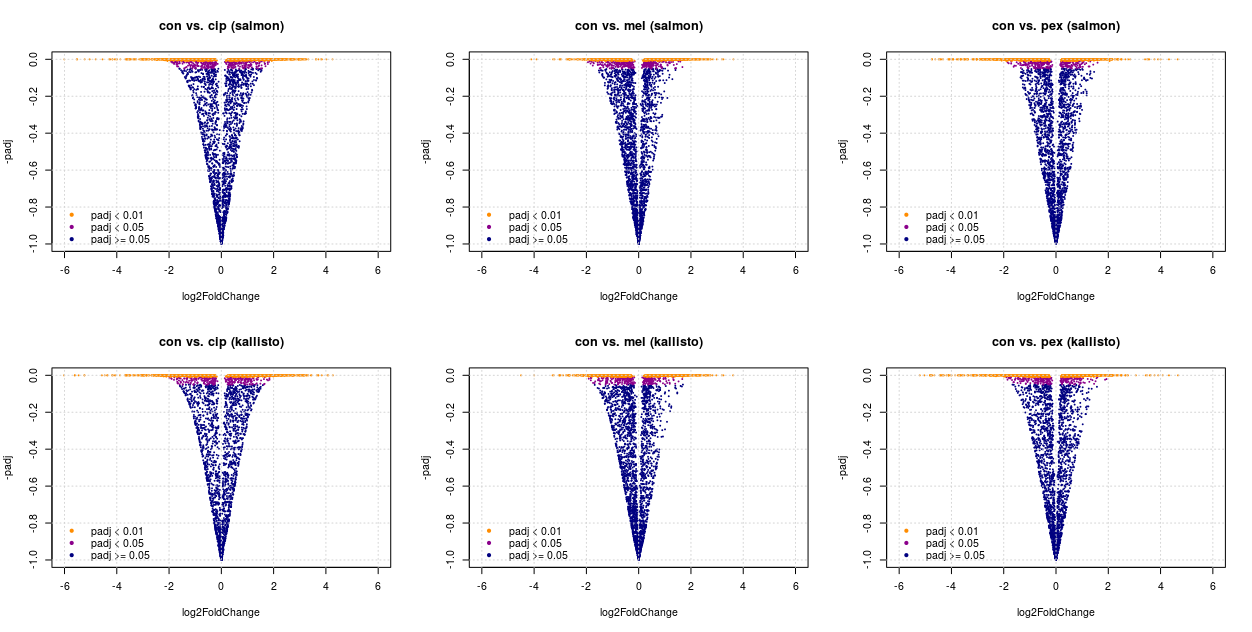 con vs. cip (salmon)
-padj
0.0
-0.2
-0.4
-0.6
-0.8
-1.0
padj < 0.01
padj < 0.05
padj >= 0.05
-6 -4 -2 0 2 4 6
log2FoldChange
con vs. mel (salmon)
-padj
0.0
-0.2
-0.4
-0.6
-0.8
-1.0
padj < 0.01
padj < 0.05
padj >= 0.05
-6 -4 -2 0 2 4 6
log2FoldChange
con vs. pex (salmon)
-padj
0.0
-0.2
-0.4
-0.6
-0.8
-1.0
padj < 0.01
padj < 0.05
padj >= 0.05
-6 -4 -2 0 2 4 6
log2FoldChange
con vs. cip (kallisto)
-padj
0.0
-0.2
-0.4
-0.6
-0.8
-1.0
padj < 0.01
padj < 0.05
padj >= 0.05
-6 -4 -2 0 2 4 6
log2FoldChange
con vs. mel (kallisto)
-padj
0.0
-0.2
-0.4
-0.6
-0.8
-1.0
padj < 0.01
padj < 0.05
padj >= 0.05
-6 -4 -2 0 2 4 6
log2FoldChange
con vs. pex (kallisto)
-padj
0.0
-0.2
-0.4
-0.6
-0.8
-1.0
padj < 0.01
padj < 0.05
padj >= 0.05
-6 -4 -2 0 2 4 6
log2FoldChange